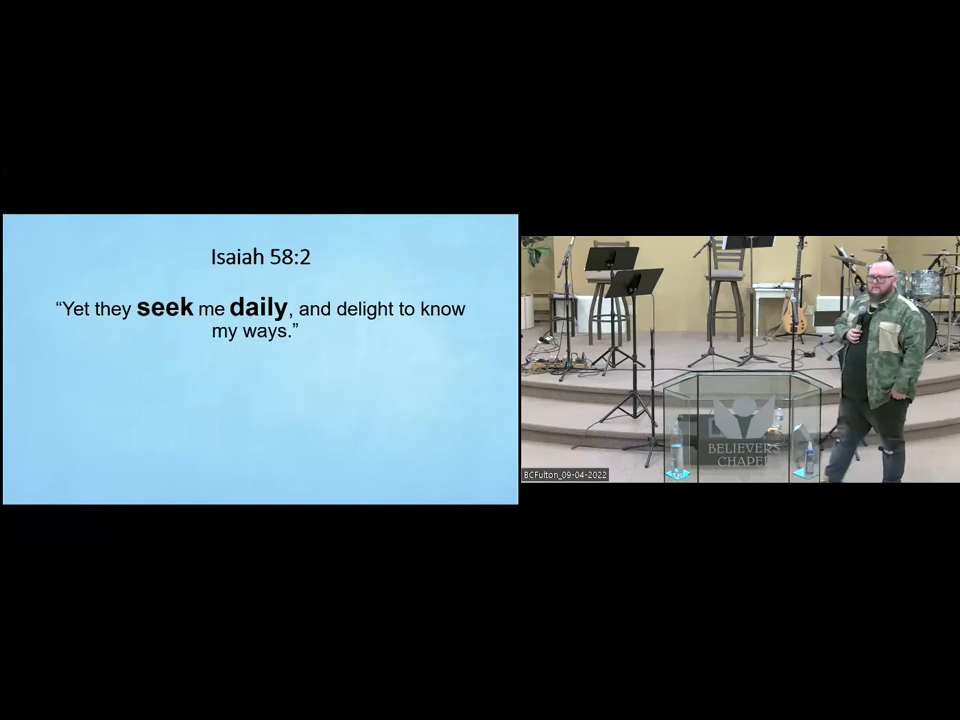 Isaiah 58:2
“Yet they seek me daily, and delight to know
my ways.”
BELIEVERS
CHAPEL
BCFulton_09-04-2022